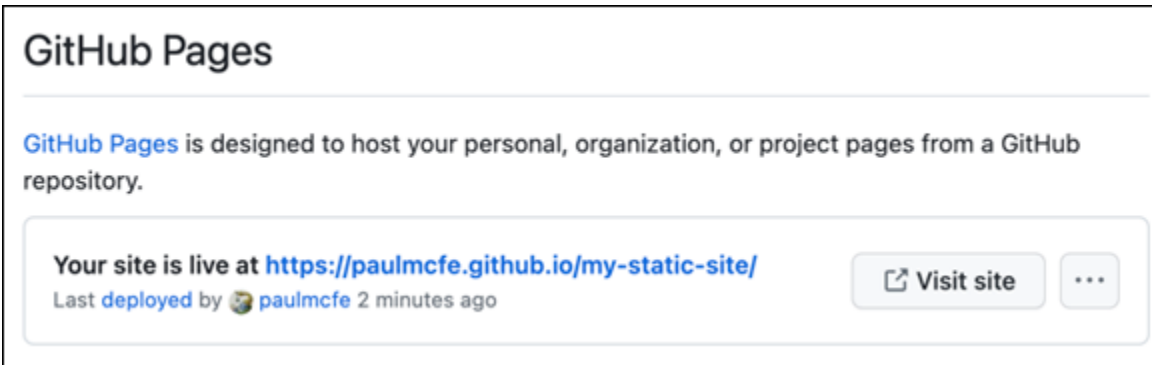 GitHub Pages
GitHub Pages is designed to host your personal, organization, or project pages from a GitHub
repository.
Your site is live at https://paulmcfe.github.io/my-static-site/
Last deployed by paulmcfe 2 minutes ago
Visit site
...